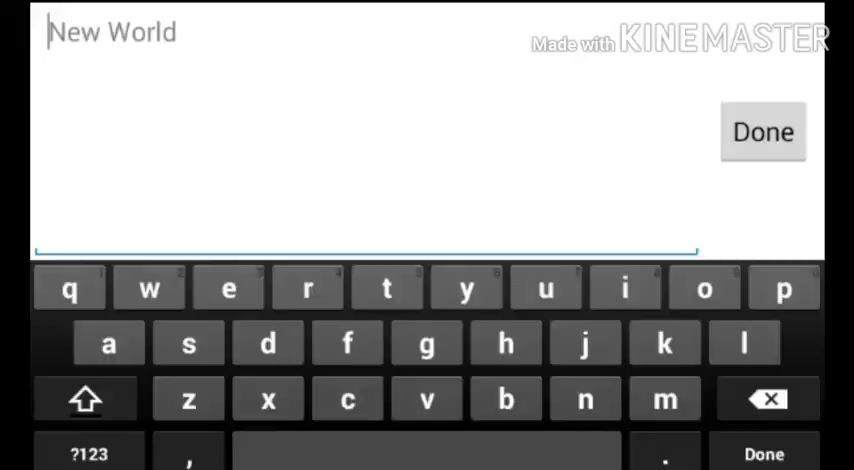 New World
Made with KINEMASTER
Done
q w e r t y u i o p
a s d f g h j k l
z x c v b n m
?123 , . Done